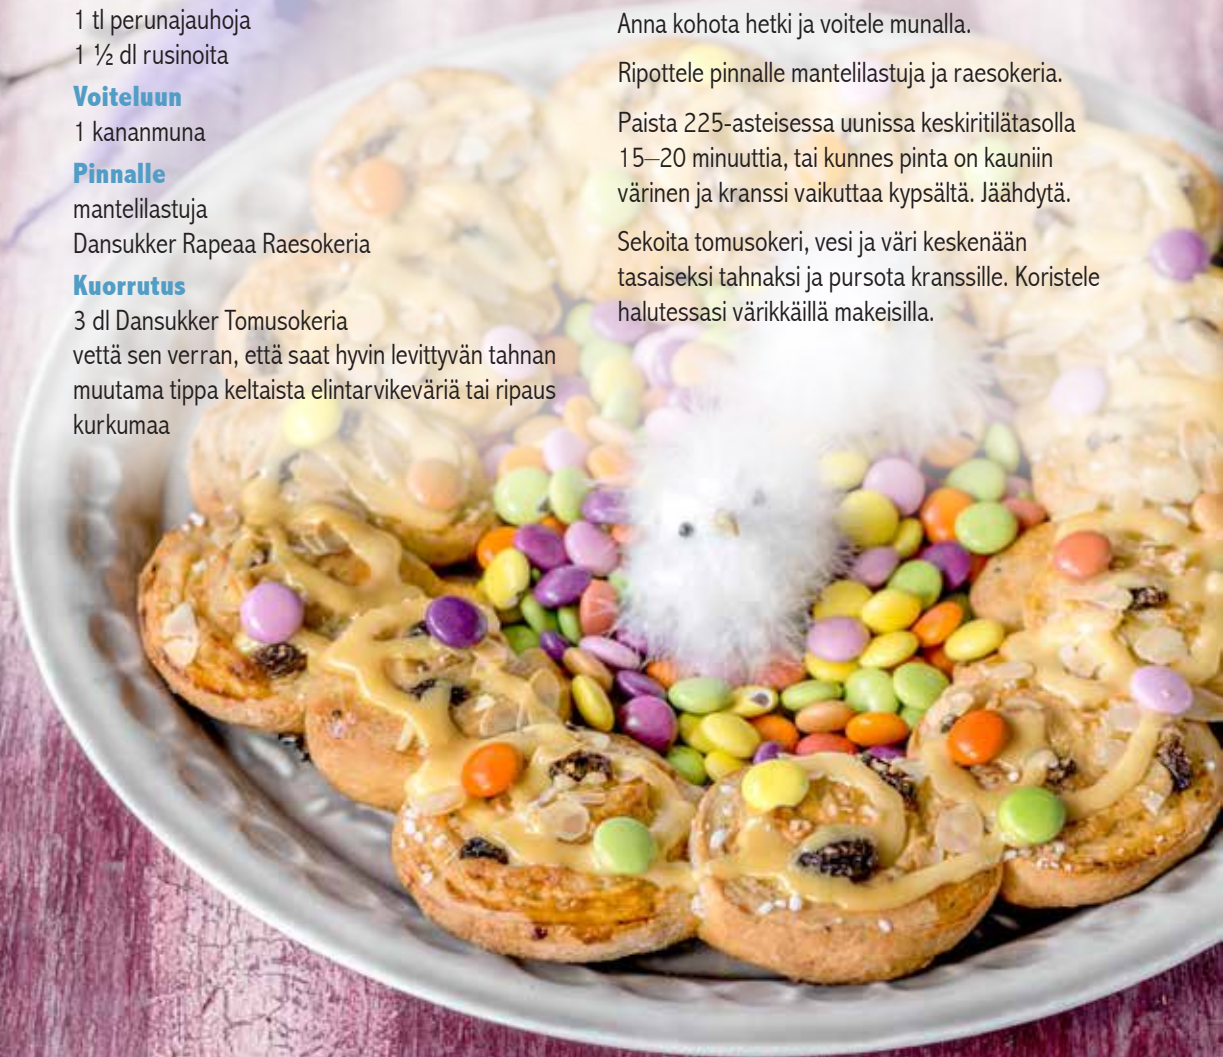 1 tl perunajauhoja
1 ½ dl rusinoita
Voiteluun
1 kananmuna
Pinnalle
mantelilastuja
Dansukker Rapeaa Raesokeria
Kuorrutus
3 dl Dansukker Tomusokeria
vettä sen verran, että saat hyvin levittyvän tahnan
muutama tippa keltaista elintarvikeväriä tai ripaus
kurkumaa
Anna kohota hetki ja voitele munalla.
Ripottele pinnalle mantelilastuja ja raesokeria.
Paista 225-asteisessa uunissa keskiritilätasolla
15–20 minuuttia, tai kunnes pinta on kauniin
värinen ja kranssi vaikuttaa kypsältä. Jäähdytä.
Sekoita tomusokeri, vesi ja väri keskenään
tasaiseksi tahnaksi ja pursota kranssille. Koristele
halutessasi värikkäillä makeisilla.